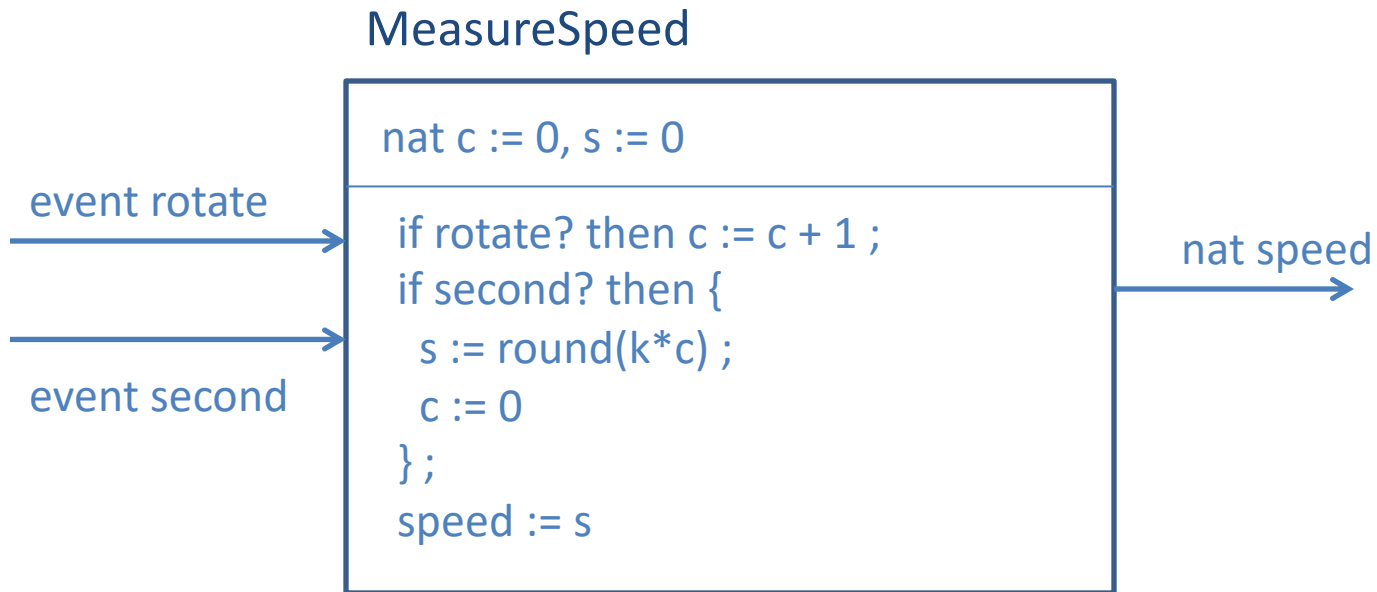 MeasureSpeed
nat c := 0, s := 0
event rotate
if rotate? then c := c + 1 ;
if second? then {
s := round(k*c) ;
c := 0
} ;
speed := s
event second
nat speed